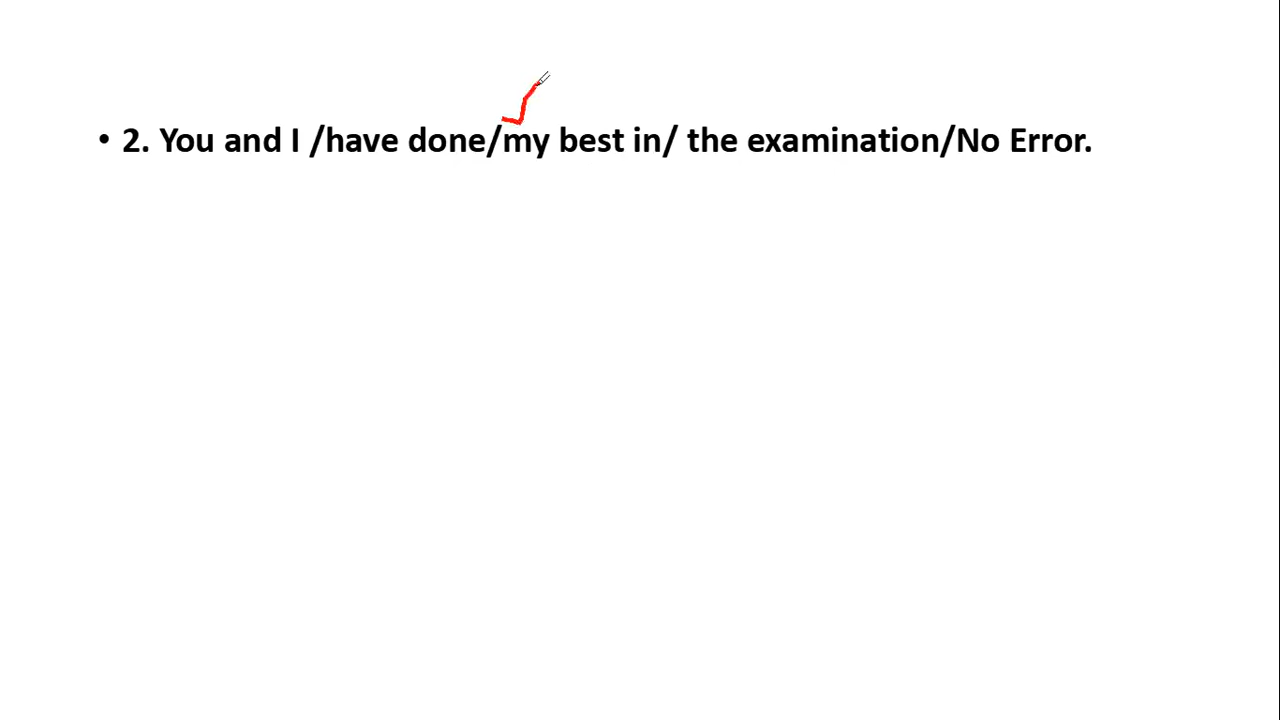 • 2. You and I /have done/my best in/ the examination/No Error.